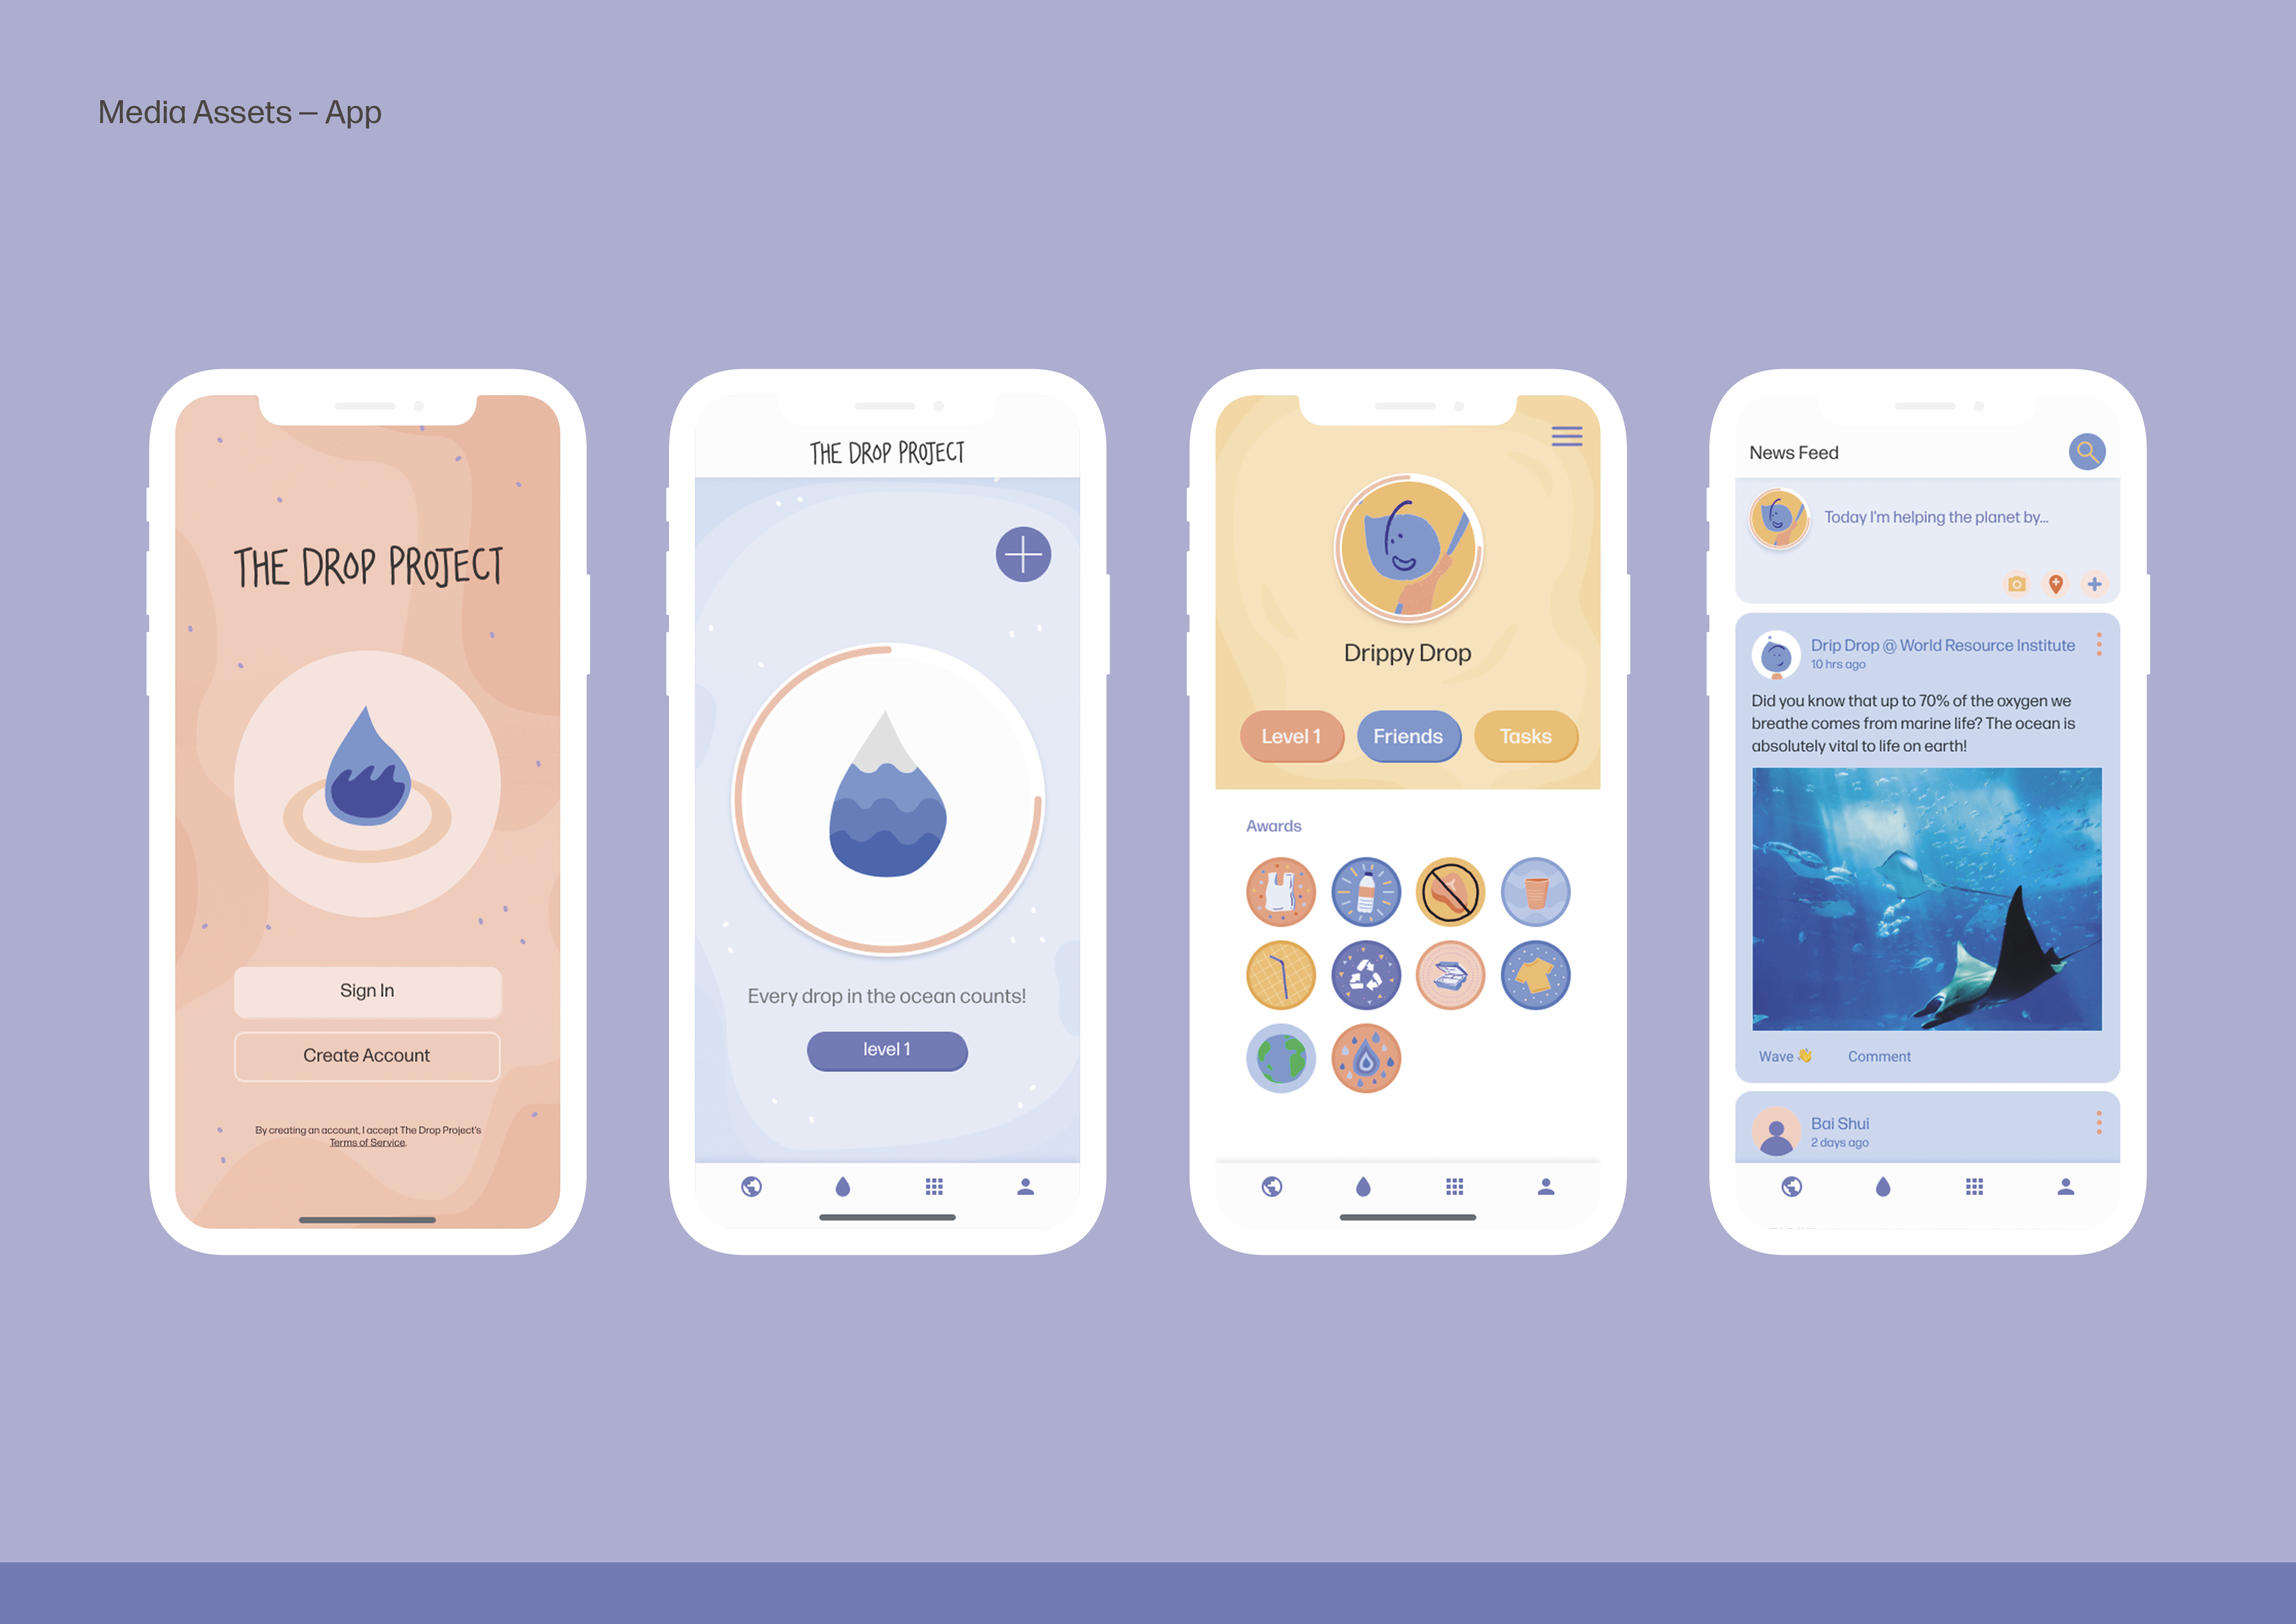 Media Assets – App
THE DROP PROJECT
Sign In
Create Account
By creating an account, I accept The Drop Project's
Terms of Service.
THE DROP PROJECT
Every drop in the ocean counts!
level 1
Drippy Drop
Level 1
Friends
Tasks
Awards
News Feed
Today I'm helping the planet by...
Drip Drop @ World Resource Institute
10 hrs ago
Did you know that up to 70% of the oxygen we
breathe comes from marine life? The ocean is
absolutely vital to life on earth!
Wave 👋
Comment
Bai Shui
2 days ago